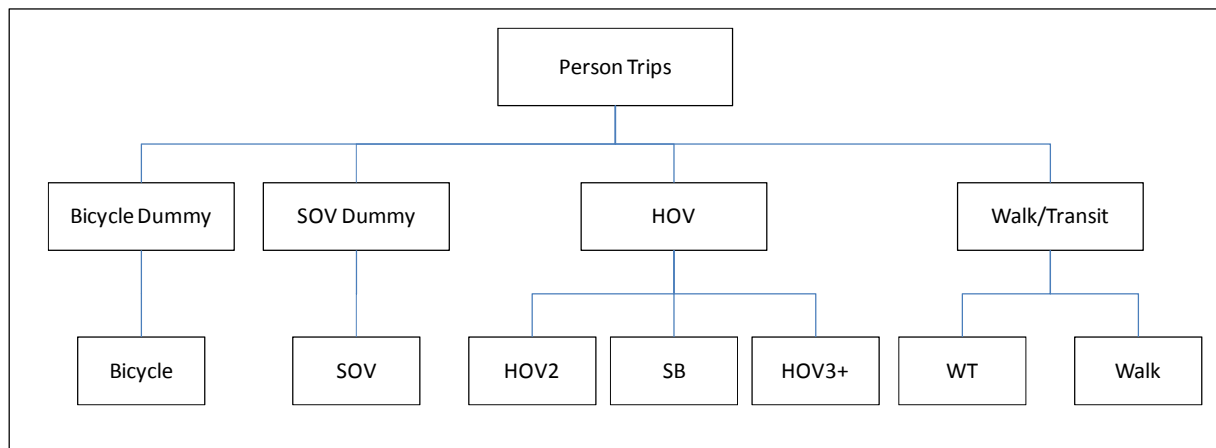 Person Trips
Bicycle Dummy
SOV Dummy
HOV
Walk/Transit
Bicycle
SOV
HOV2
SB
HOV3+
WT
Walk